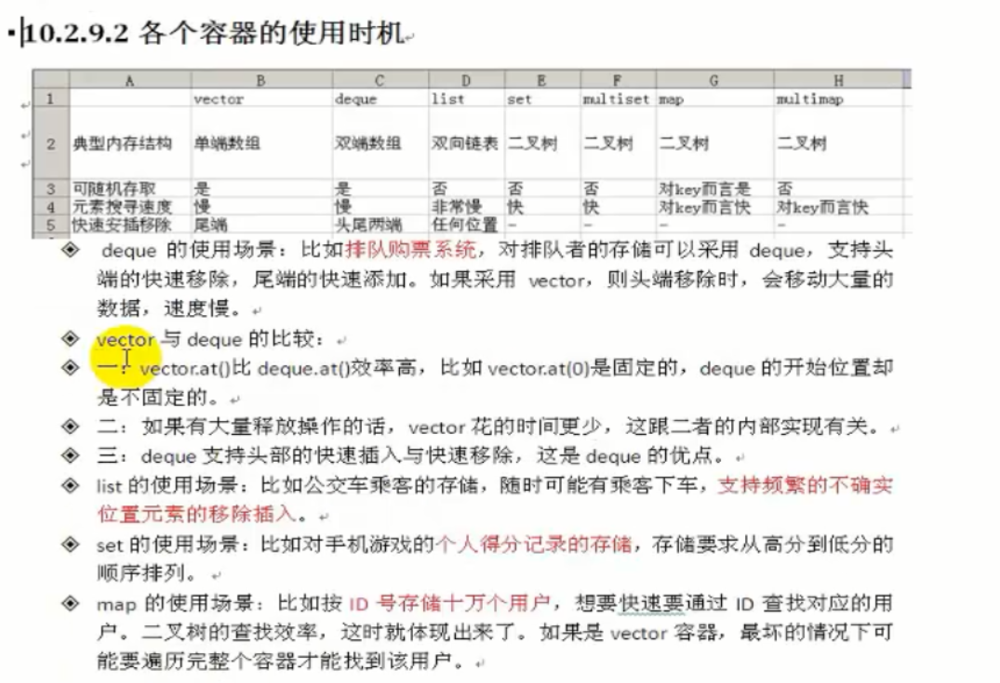 10.2.9.2 各个容器的使用时机
A B C D E F G H
1 vector deque list set multiset map multimap
2 典型内存结构 单端数组 双端数组 双向链表 二叉树 二叉树 二叉树 二叉树
3 可随机存取 是 是 否 否 否 对key而言是 否
4 元素搜寻速度 慢 慢 非常慢 快 快 对key而言快 对key而言快
5 快速安插移除 尾端 头尾两端 任何位置 - - - -
deque 的使用场景：比如排队购票系统，对排队者的存储可以采用 deque，支持头
端的快速移除，尾端的快速添加。如果采用 vector，则头端移除时，会移动大量的
数据，速度慢。
vector 与 deque 的比较：
一：vector.at()比 deque.at()效率高，比如 vector.at(0)是固定的，deque 的开始位置却
是不固定的。
二：如果有大量释放操作的话，vector 花的时间更少，这跟二者的内部实现有关。
三：deque 支持头部的快速插入与快速移除，这是 deque 的优点。
list 的使用场景：比如公交车乘客的存储，随时可能有乘客下车，支持频繁的不确实
位置元素的移除插入。
set 的使用场景：比如对手机游戏的个人得分记录的存储，存储要求从高分到低分的
顺序排列。
map 的使用场景：比如按 ID 号存储十万个用户，想要快速要通过 ID 查找对应的用
户。二叉树的查找效率，这时就体现出来了。如果是 vector 容器，最坏的情况下可
能要遍历完整个容器才能找到该用户。